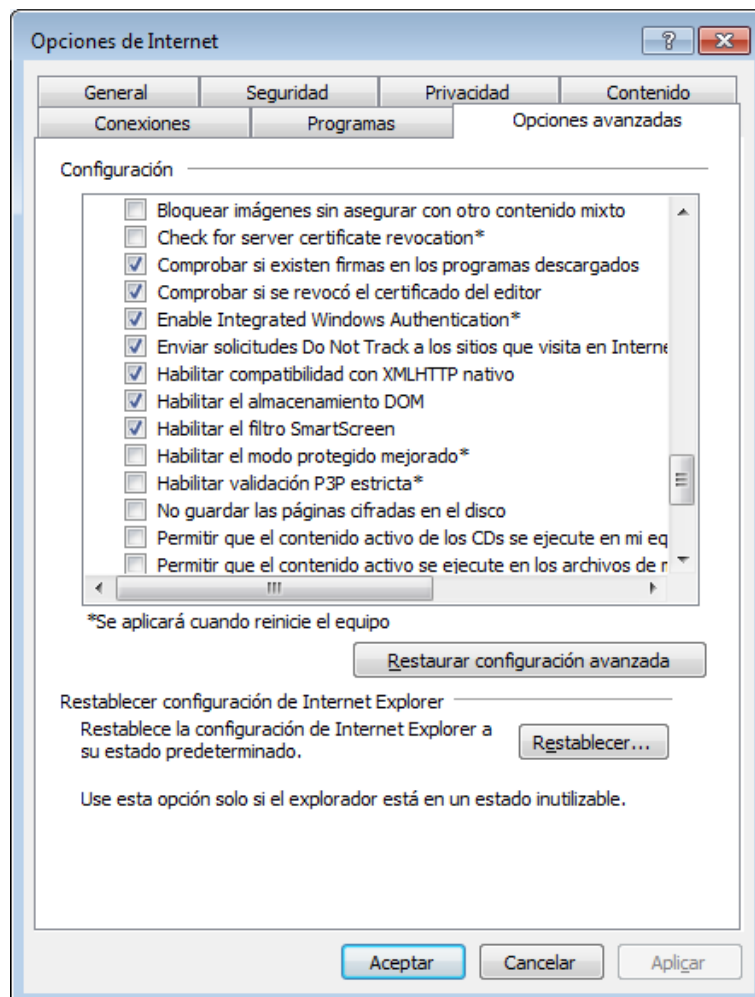 Opciones de Internet
General Seguridad Privacidad Contenido
Conexiones Programas Opciones avanzadas
Configuración
Bloquear imágenes sin asegurar con otro contenido mixto
Check for server certificate revocation*
Comprobar si existen firmas en los programas descargados
Comprobar si se revocó el certificado del editor
Enable Integrated Windows Authentication*
Enviar solicitudes Do Not Track a los sitios que visita en Interne
Habilitar compatibilidad con XMLHTTP nativo
Habilitar el almacenamiento DOM
Habilitar el filtro SmartScreen
Habilitar el modo protegido mejorado*
Habilitar validación P3P estricta*
No guardar las páginas cifradas en el disco
Permitir que el contenido activo de los CDs se ejecute en mi eq
Permitir que el contenido activo se ejecute en los archivos de m
*Se aplicará cuando reinicie el equipo
Restaurar configuración avanzada
Restablecer configuración de Internet Explorer
Restablece la configuración de Internet Explorer a
su estado predeterminado.
Restablecer...
Use esta opción solo si el explorador está en un estado inutilizable.
Aceptar Cancelar Aplicar